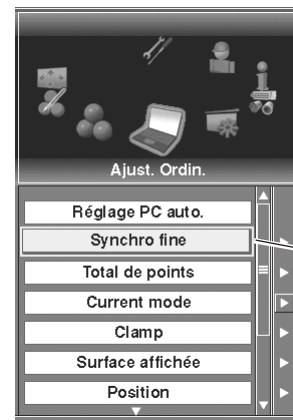 Ajust. Ordin.
Réglage PC auto.
Synchro fine
Total de points
Current mode
Clamp
Surface affichée
Position